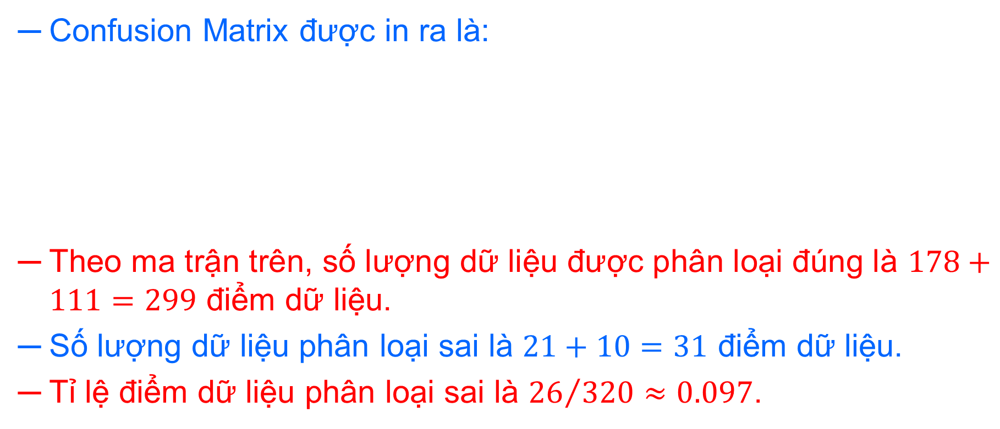 — Confusion Matrix được in ra là:
— Theo ma trận trên, số lượng dữ liệu được phân loại đúng là 178 +
111 = 299 điểm dữ liệu.
— Số lượng dữ liệu phân loại sai là 21 + 10 = 31 điểm dữ liệu.
— Tỉ lệ điểm dữ liệu phân loại sai là 26/320 ≈ 0.097.